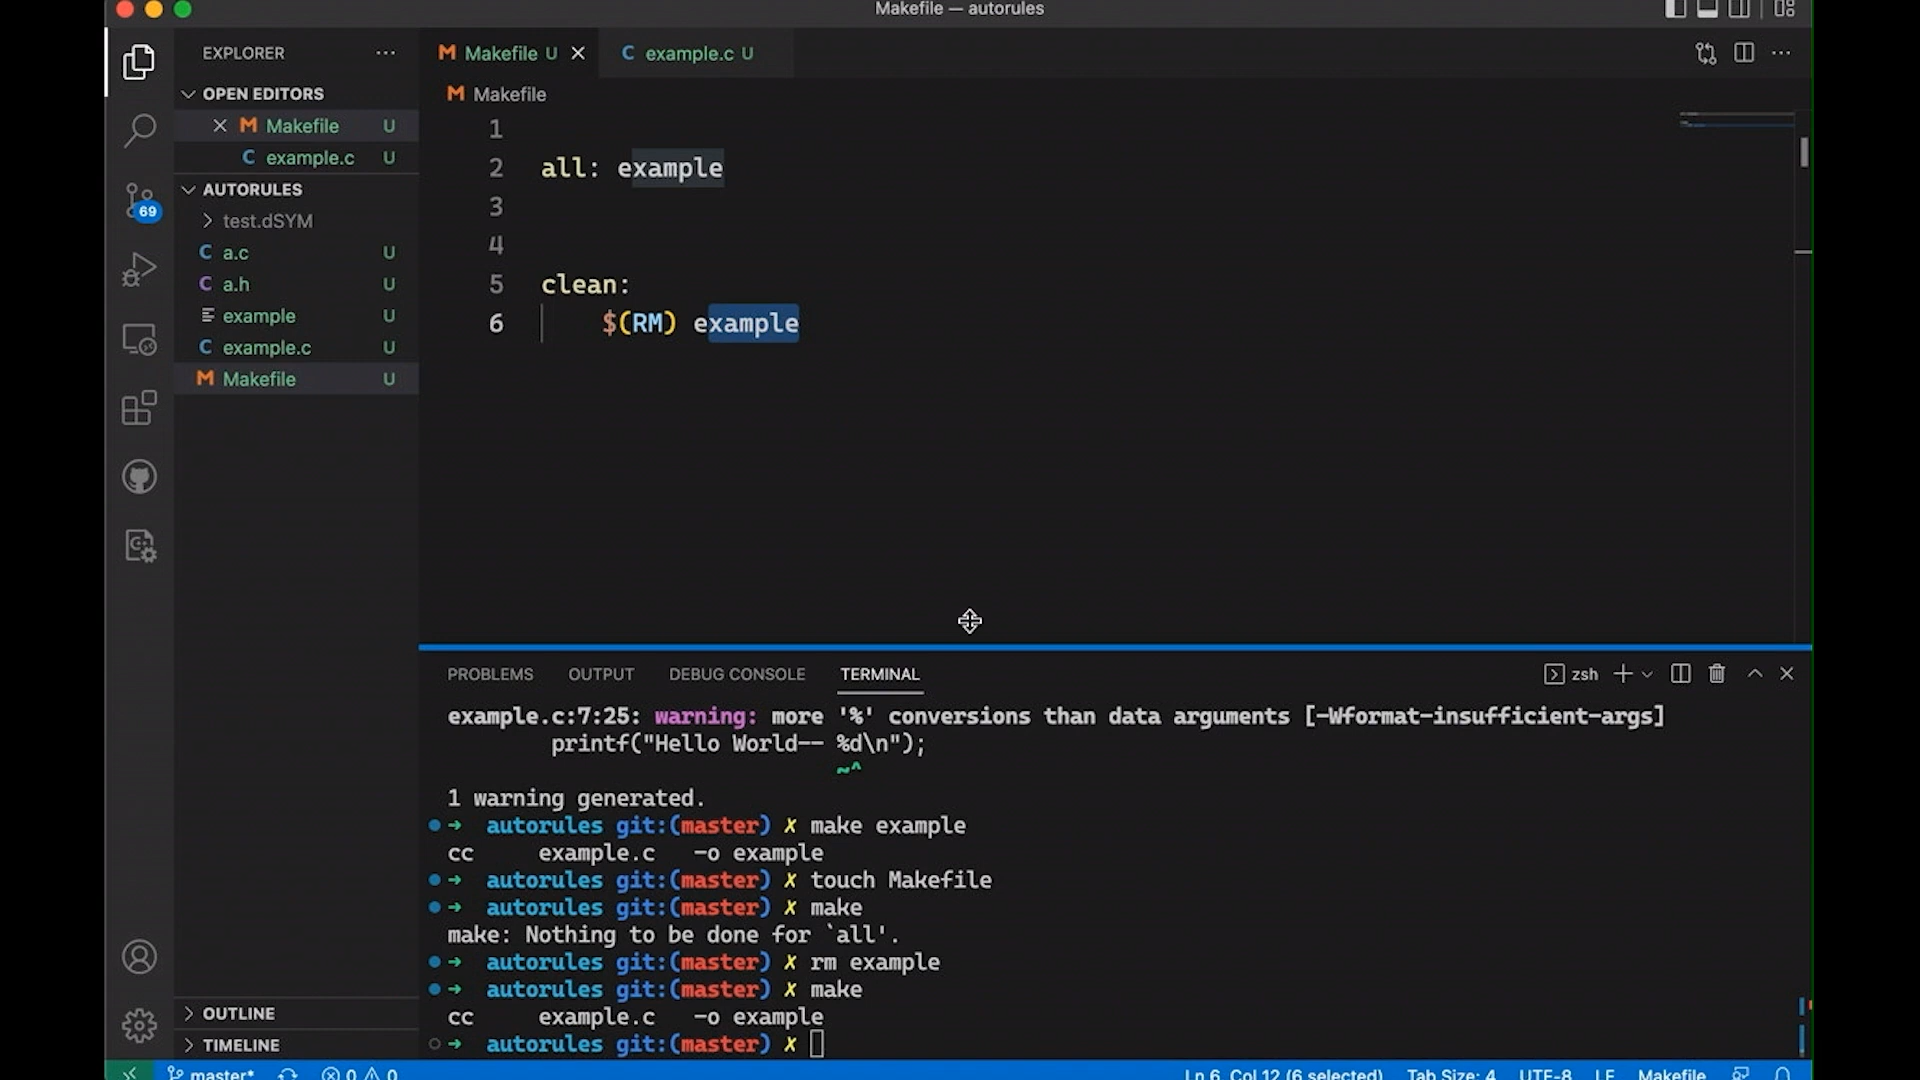 Makefile — autorules
EXPLORER
OPEN EDITORS
Makefile U
example.c U
AUTORULES
test.dSYM
a.c U
a.h U
example U
example.c U
Makefile U
OUTLINE
TIMELINE
69
M Makefile U
C example.c U
M Makefile
1
2 all: example
3
4
5 clean:
6 $(RM) example
PROBLEMS OUTPUT DEBUG CONSOLE TERMINAL
zsh
example.c:7:25: warning: more '%' conversions than data arguments [-Wformat-insufficient-args]
printf("Hello World-- %d\n");
~^
1 warning generated.
➜ autorules git:(master) ✗ make example
cc example.c -o example
➜ autorules git:(master) ✗ touch Makefile
➜ autorules git:(master) ✗ make
make: Nothing to be done for `all'.
➜ autorules git:(master) ✗ rm example
➜ autorules git:(master) ✗ make
cc example.c -o example
➜ autorules git:(master) ✗
master* 0 0 Ln 6, Col 12 (6 selected) Tab Size: 4 UTF-8 LF Makefile